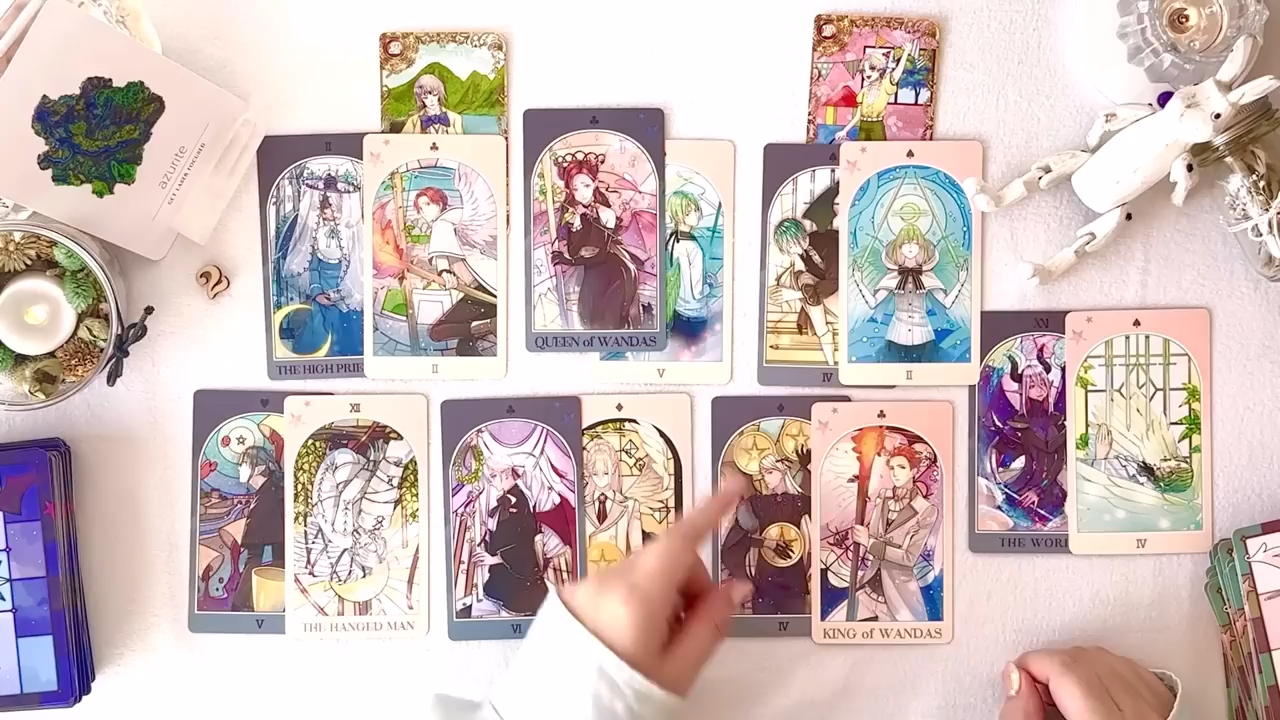 azurite
GET LASER FOCUSED
2
II
THE HIGH PRIE
II
QUEEN of WANDAS
V
IV
II
XXI
THE WORL
IV
V
XII
THE HANGED MAN
VI
IV
KING of WANDAS